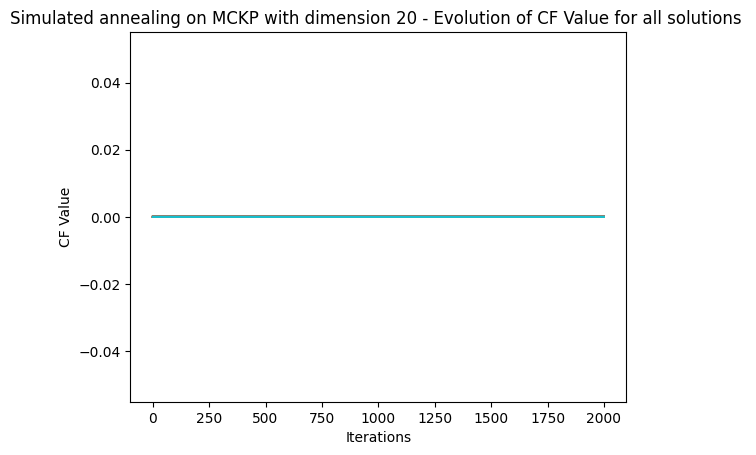 Simulated annealing on MCKP with dimension 20 - Evolution of CF Value for all solutions
0.04
0.02
0.00
−0.02
−0.04
CF Value
0 250 500 750 1000 1250 1500 1750 2000
Iterations